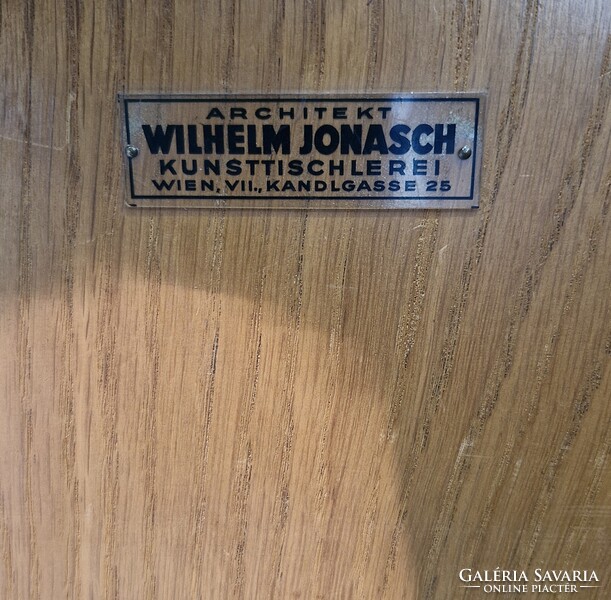 ARCHITEKT
WILHELM JONASCH
KUNSTTISCHLEREI
WIEN, VII., KANDLGASSE 25
GALÉRIA SAVARIA
ONLINE PIACTÉR